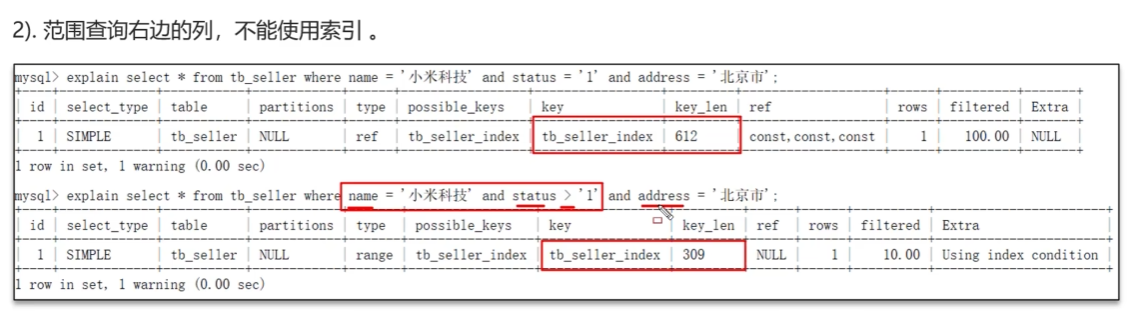 2). 范围查询右边的列，不能使用索引 。
mysql> explain select * from tb_seller where name = '小米科技' and status = '1' and address = '北京市';
| id | select_type | table | partitions | type | possible_keys | key | key_len | ref | rows | filtered | Extra |
| 1 | SIMPLE | tb_seller | NULL | ref | tb_seller_index | tb_seller_index | 612 | const,const,const | 1 | 100.00 | NULL |
1 row in set, 1 warning (0.00 sec)
mysql> explain select * from tb_seller where name = '小米科技' and status > '1' and address = '北京市';
| id | select_type | table | partitions | type | possible_keys | key | key_len | ref | rows | filtered | Extra |
| 1 | SIMPLE | tb_seller | NULL | range | tb_seller_index | tb_seller_index | 309 | NULL | 1 | 10.00 | Using index condition |
1 row in set, 1 warning (0.00 sec)